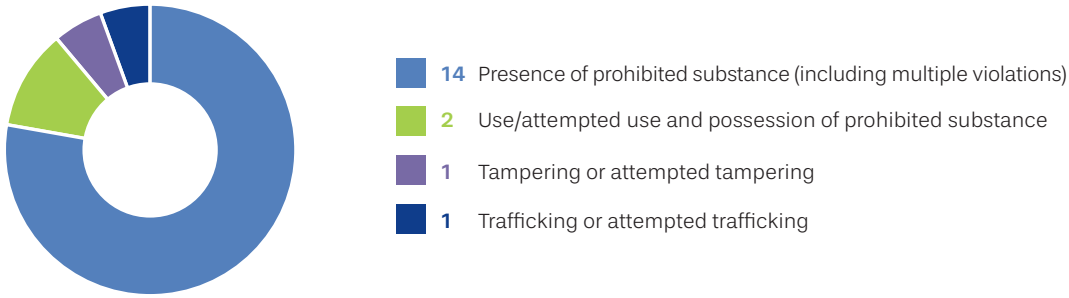 14 Presence of prohibited substance (including multiple violations)
2 Use/attempted use and possession of prohibited substance
1 Tampering or attempted tampering
1 Trafficking or attempted trafficking